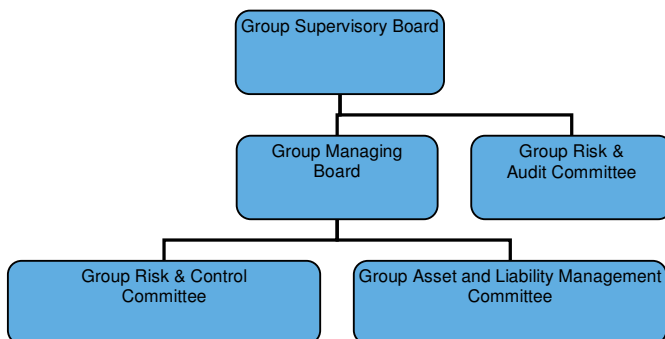 Group Supervisory Board
Group Managing
Board
Group Risk &
Audit Committee
Group Risk & Control
Committee
Group Asset and Liability Management
Committee